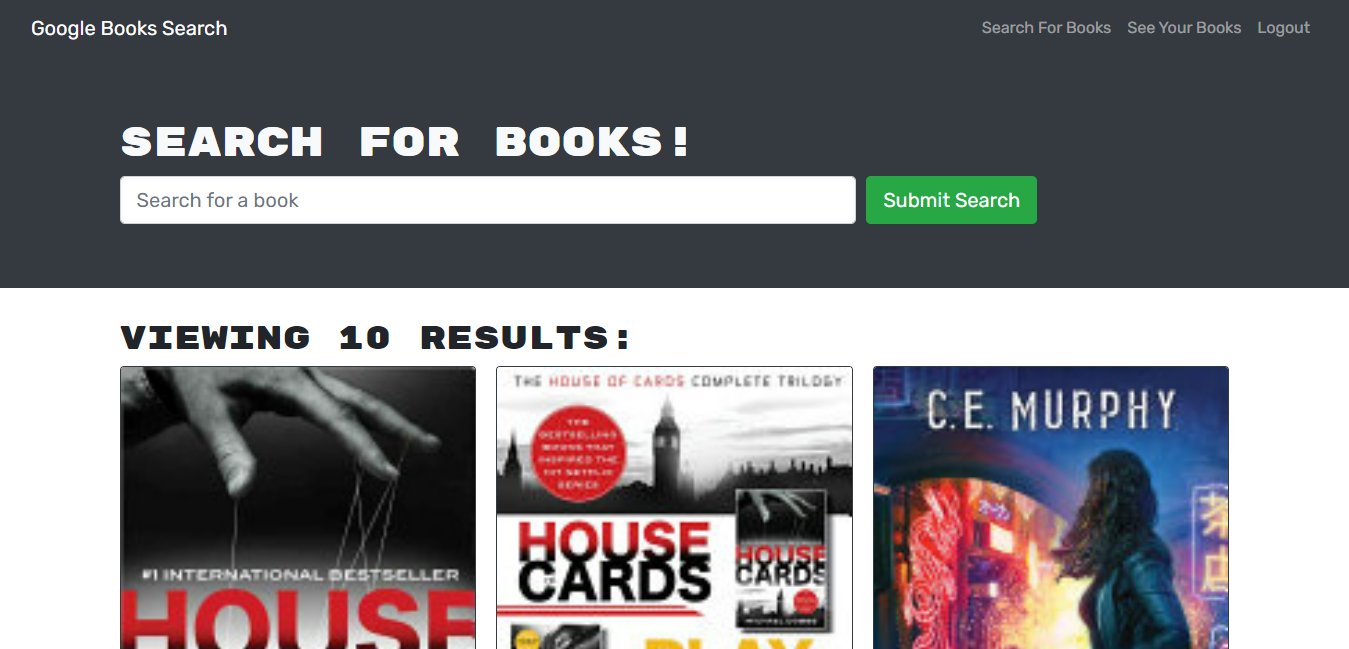 Google Books Search
Search For Books See Your Books Logout
SEARCH FOR BOOKS!
Search for a book
Submit Search
VIEWING 10 RESULTS:
#1 INTERNATIONAL BESTSELLER
HOUSE
THE HOUSE OF CARDS COMPLETE TRILOGY
THE
BESTSELLING
BOOKS THAT
INSPIRED THE
HIT NETFLIX
SERIES
HOUSE
OF
CARDS
HOUSE
CARDS
MICHAEL DOBBS
PLAY
C.E. MURPHY